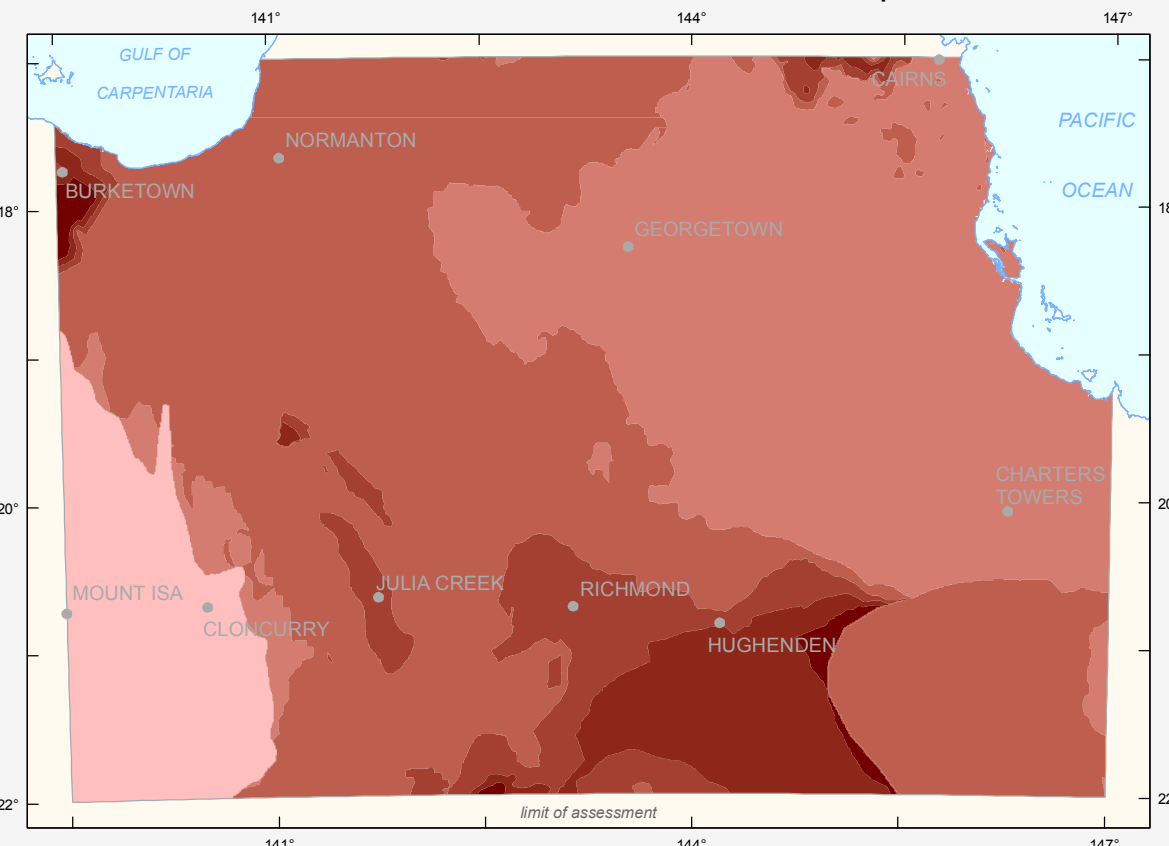 141°
144°
147°
GULF OF
CARPENTARIA
CAIRNS
PACIFIC
NORMANTON
BURKETOWN
OCEAN
18°
18
GEORGETOWN
CHARTERS
TOWERS
20°
20
JULIA CREEK
RICHMOND
MOUNT ISA
CLONCURRY
HUGHENDEN
22°
22
limit of assessment
141°
144°
147°